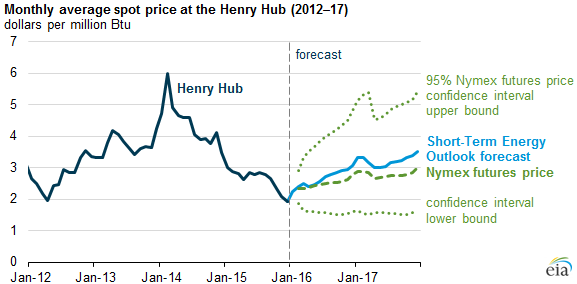 Monthly average spot price at the Henry Hub (2012–17)
dollars per million Btu
7
6
5
4
3
2
1
0
Jan-12
Jan-13
Jan-14
Jan-15
Jan-16
Jan-17
Henry Hub
forecast
95% Nymex futures price
confidence interval
upper bound
Short-Term Energy
Outlook forecast
Nymex futures price
confidence interval
lower bound
eia